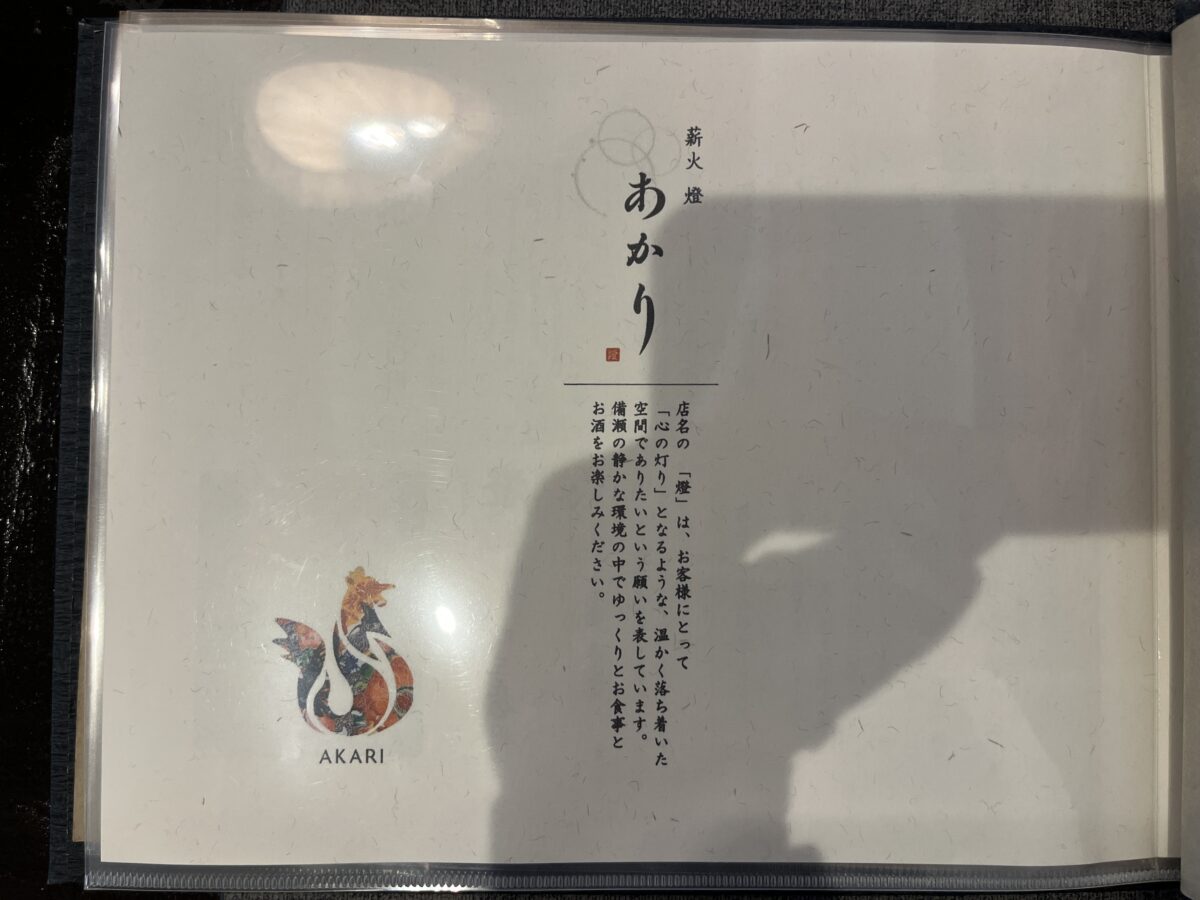 薪火 燈
あかり
燈
店名の「燈」は、お客様にとって
「心の灯り」となるような、温かく落ち着いた
空間でありたいという願いを表しています。
備瀬の静かな環境の中でゆっくりとお食事と
お酒をお楽しみください。
AKARI